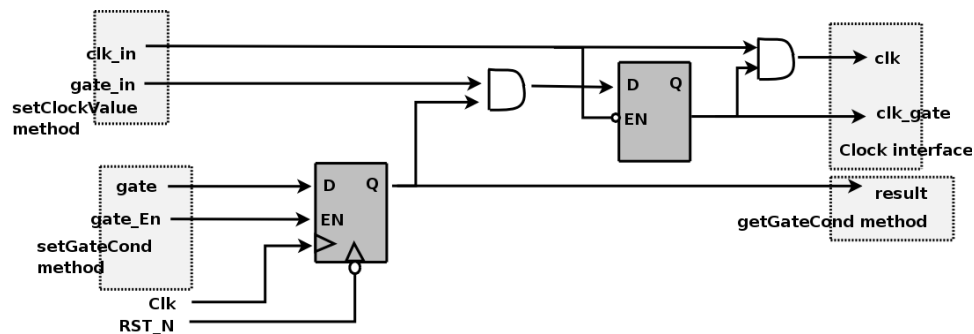 clk_in
gate_in
setClockValue
method
D
Q
EN
clk
clk_gate
Clock interface
gate
gate_En
setGateCond
method
D
Q
EN
result
getGateCond method
Clk
RST_N